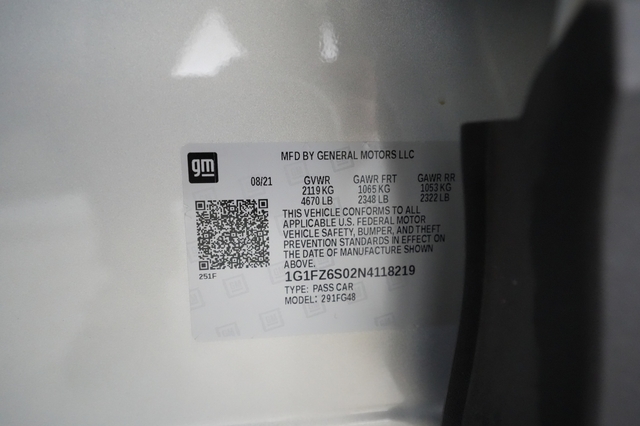 gm
MFD BY GENERAL MOTORS LLC
08/21 GVWR GAWR FRT GAWR RR
2119 KG 1065 KG 1053 KG
4670 LB 2348 LB 2322 LB
THIS VEHICLE CONFORMS TO ALL
APPLICABLE U.S. FEDERAL MOTOR
VEHICLE SAFETY, BUMPER, AND THEFT
PREVENTION STANDARDS IN EFFECT ON
THE DATE OF MANUFACTURE SHOWN
ABOVE.
251F
1G1FZ6S02N4118219
TYPE: PASS CAR
MODEL: 291FG48